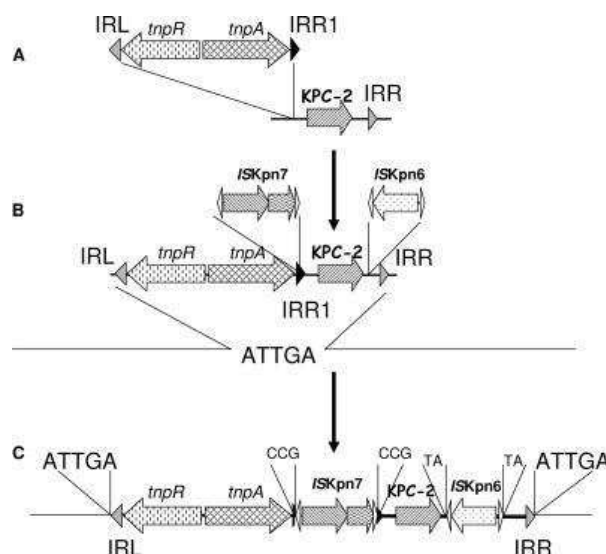 IRL tnpR tnpA IRR1
A
KPC-2 IRR
ISKpn7 ISKpn6
B
IRL tnpR tnpA KPC-2 IRR
IRR1
ATTGA
C
ATTGA CCG CCG TA TA ATTGA
tnpR tnpA ISKpn7 KPC-2 ISKpn6
IRL IRR